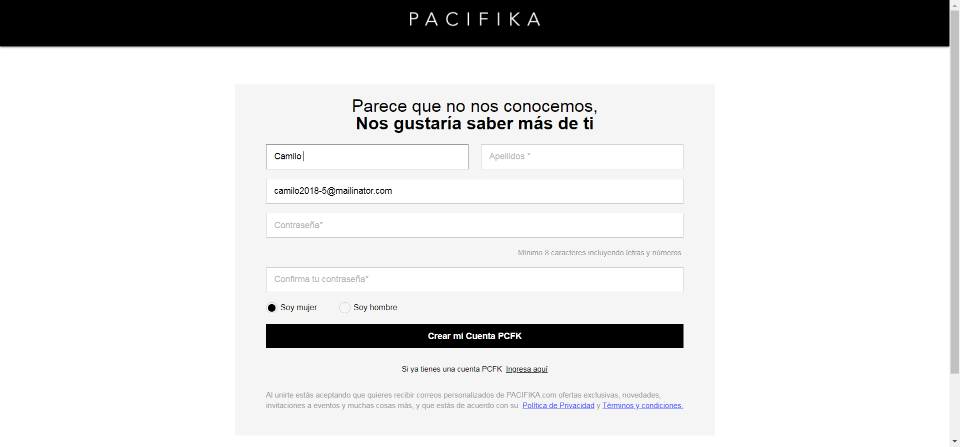 PACIFIKA
Parece que no nos conocemos,
Nos gustaría saber más de ti
Camilo
Apellidos *
camilo2018-5@mailinator.com
Contraseña*
Mínimo 8 caracteres incluyendo letras y números
Confirma tu contraseña*
Soy mujer Soy hombre
Crear mi Cuenta PCFK
Si ya tienes una cuenta PCFK Ingresa aquí
Al unirte estás aceptando que quieres recibir correos personalizados de PACIFIKA.com ofertas exclusivas, novedades,
invitaciones a eventos y muchas cosas más, y que estás de acuerdo con su Política de Privacidad y Términos y condiciones.